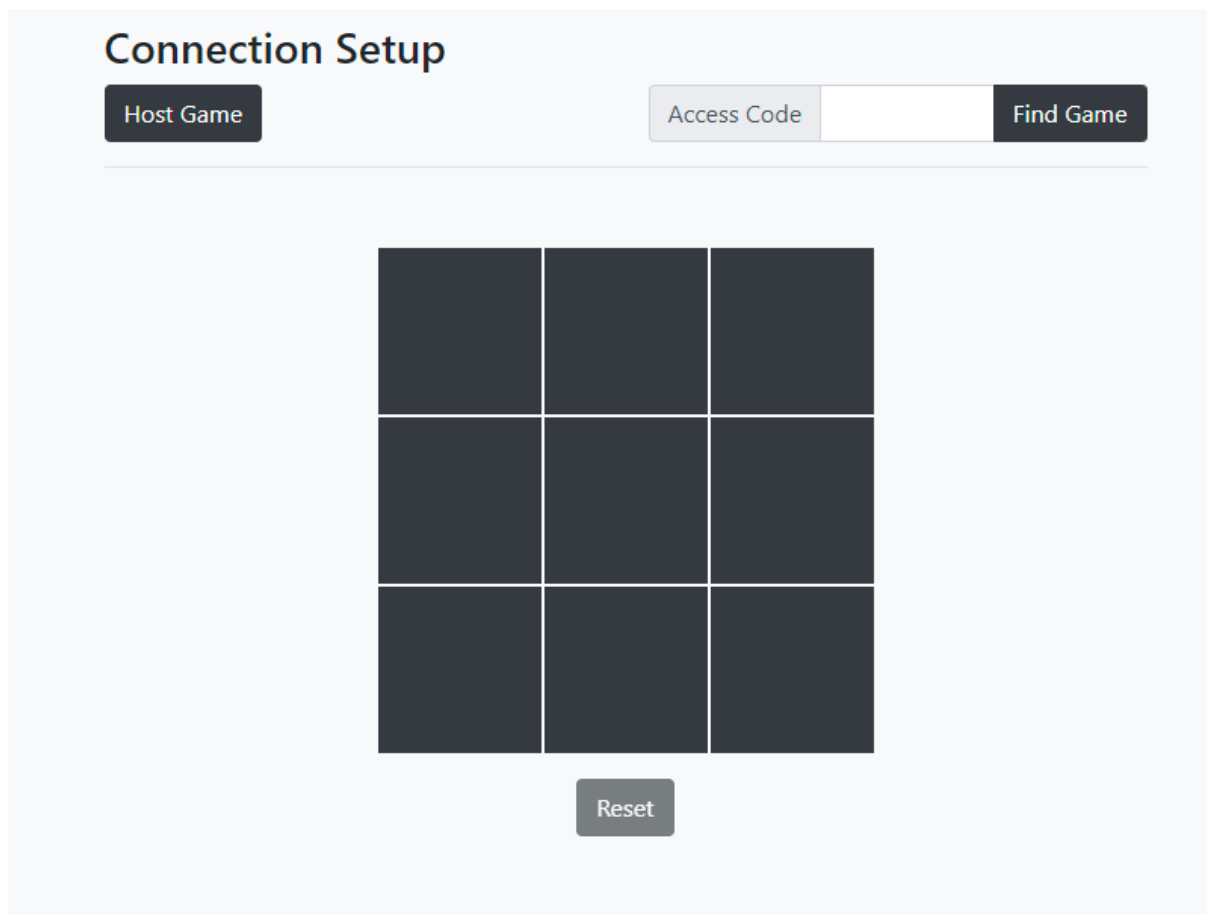 Connection Setup
Host Game
Access Code
Find Game
Reset